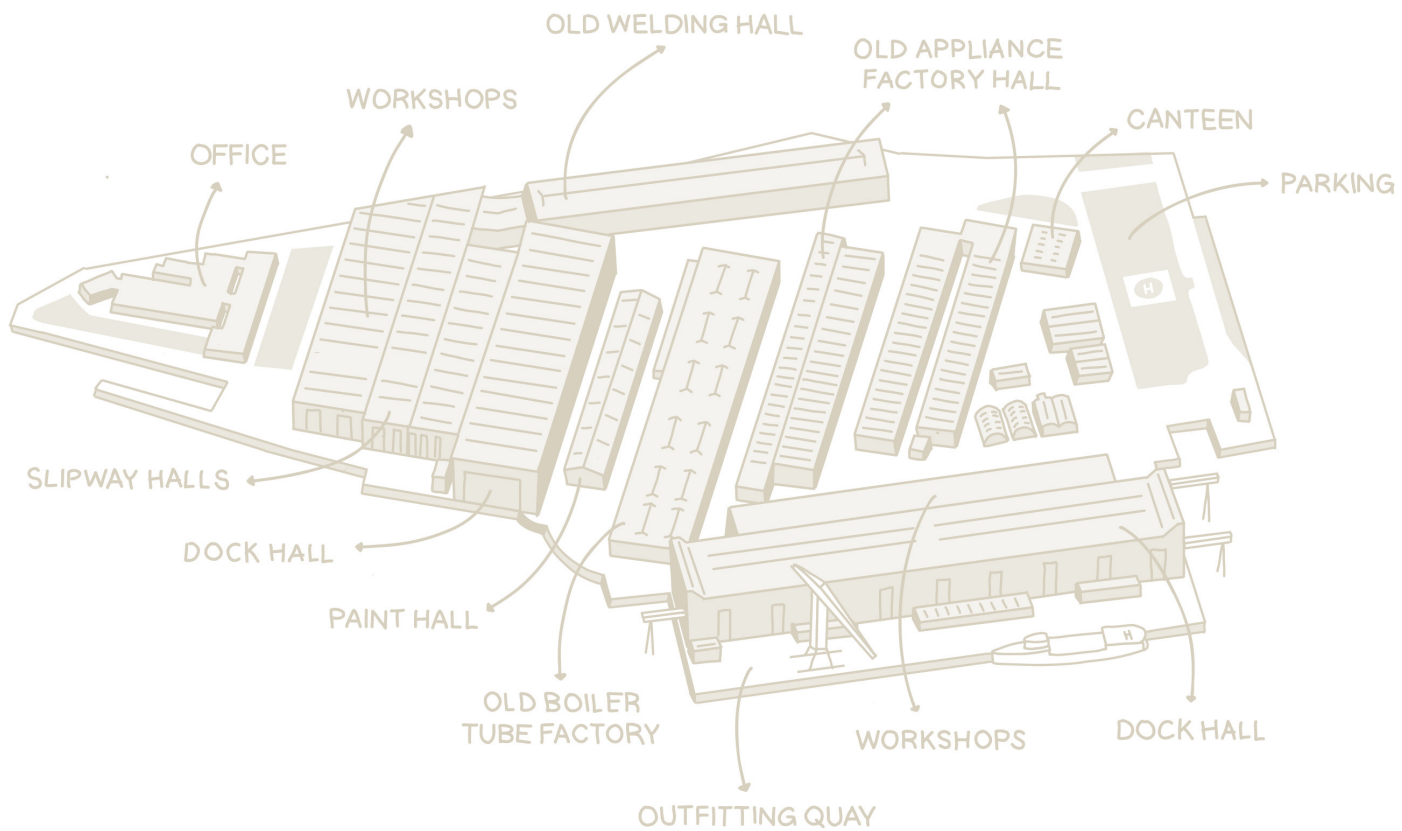 OLD WELDING HALL
OLD APPLIANCE
FACTORY HALL
WORKSHOPS
CANTEEN
OFFICE
PARKING
H
SLIPWAY HALLS
DOCK HALL
PAINT HALL
H
OLD BOILER
TUBE FACTORY
WORKSHOPS
DOCK HALL
OUTFITTING QUAY